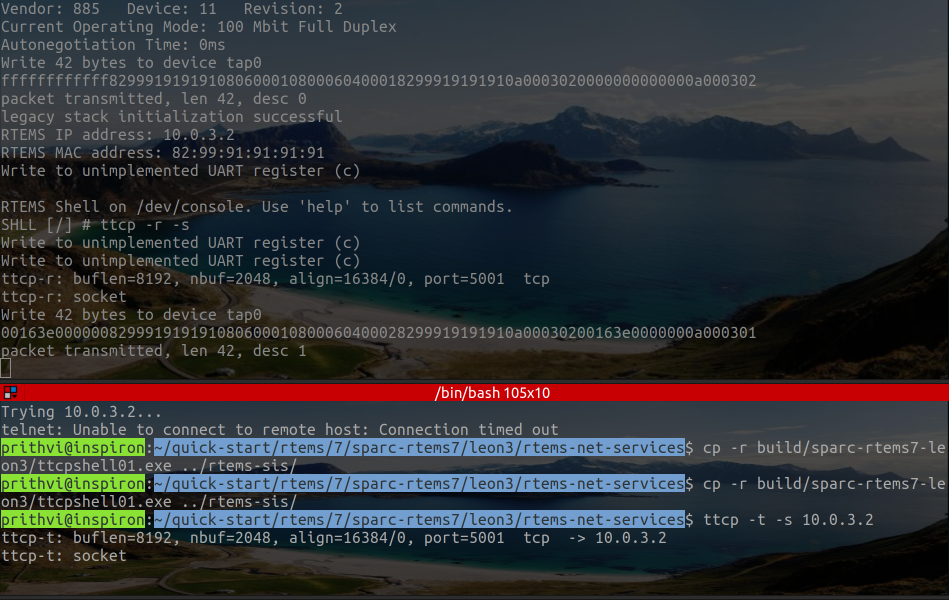 Vendor: 885   Device: 11   Revision: 2
Current Operating Mode: 100 Mbit Full Duplex
Autonegotiation Time: 0ms
Write 42 bytes to device tap0
ffffffffffff829991919191080600010800060400018299919191910a0003020000000000000a000302
packet transmitted, len 42, desc 0
legacy stack initialization successful
RTEMS IP address: 10.0.3.2
RTEMS MAC address: 82:99:91:91:91:91
Write to unimplemented UART register (c)
RTEMS Shell on /dev/console. Use 'help' to list commands.
SHLL [/] # ttcp -r -s
Write to unimplemented UART register (c)
Write to unimplemented UART register (c)
ttcp-r: buflen=8192, nbuf=2048, align=16384/0, port=5001  tcp
ttcp-r: socket
Write 42 bytes to device tap0
00163e000000829991919191080600010800060400028299919191910a00030200163e0000000a000301
packet transmitted, len 42, desc 1
/bin/bash 105x10
Trying 10.0.3.2...
telnet: Unable to connect to remote host: Connection timed out
prithvi@inspiron:~/quick-start/rtems/7/sparc-rtems7/leon3/rtems-net-services$ cp -r build/sparc-rtems7-le
on3/ttcpshell01.exe ../rtems-sis/
prithvi@inspiron:~/quick-start/rtems/7/sparc-rtems7/leon3/rtems-net-services$ cp -r build/sparc-rtems7-le
on3/ttcpshell01.exe ../rtems-sis/
prithvi@inspiron:~/quick-start/rtems/7/sparc-rtems7/leon3/rtems-net-services$ ttcp -t -s 10.0.3.2
ttcp-t: buflen=8192, nbuf=2048, align=16384/0, port=5001  tcp  -> 10.0.3.2
ttcp-t: socket